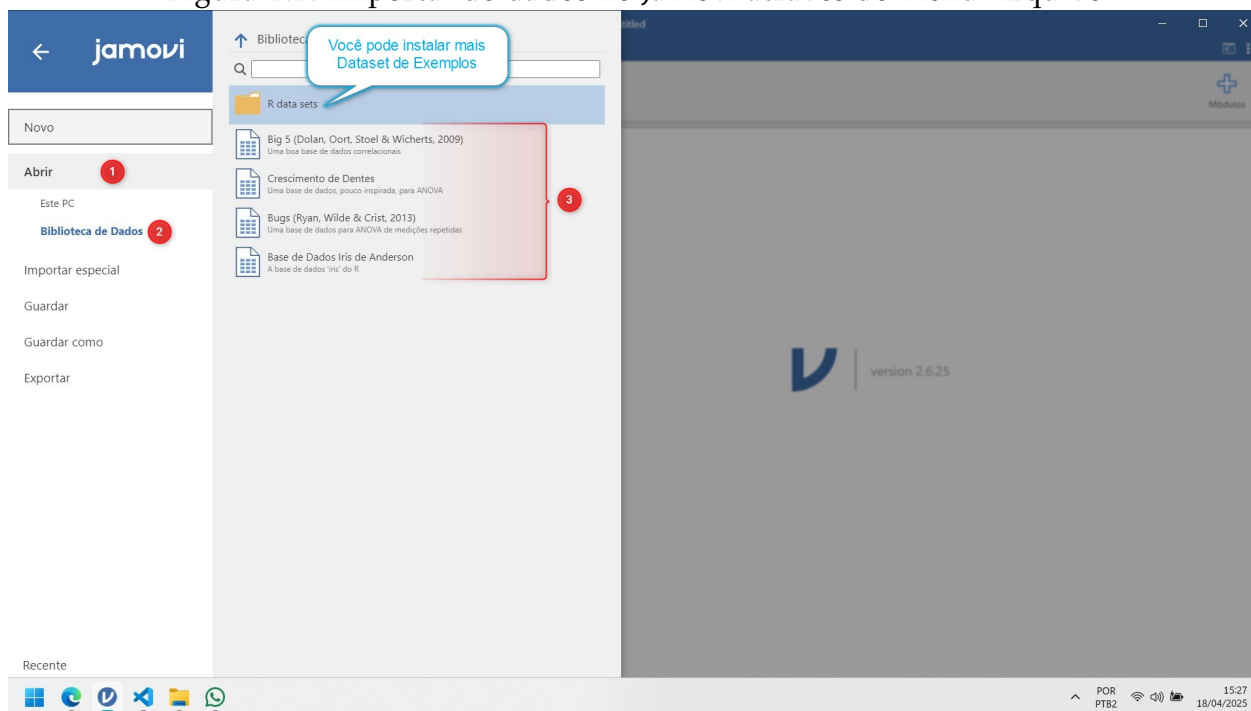 jamovi
Novo
Abrir
1
Este PC
Biblioteca de Dados
2
Importar especial
Guardar
Guardar como
Exportar
Recente
Você pode instalar mais
Dataset de Exemplos
R data sets
Big 5 (Dolan, Oort, Stoel & Wicherts, 2009)
Uma boa base de dados correlacionais
Crescimento de Dentes
Uma base de dados, pouco inspirada, para ANOVA
Bugs (Ryan, Wilde & Crist, 2013)
Uma base de dados para ANOVA de medições repetidas
Base de Dados Iris de Anderson
A base de dados 'iris' do R
3
Módulos
version 2.6.25
POR
PTB2
15:27
18/04/2025